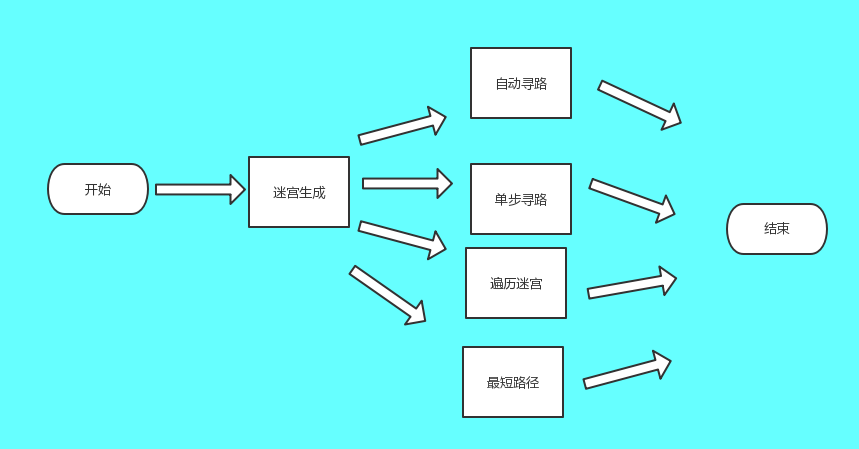 开始
迷宫生成
自动寻路
单步寻路
遍历迷宫
最短路径
结束